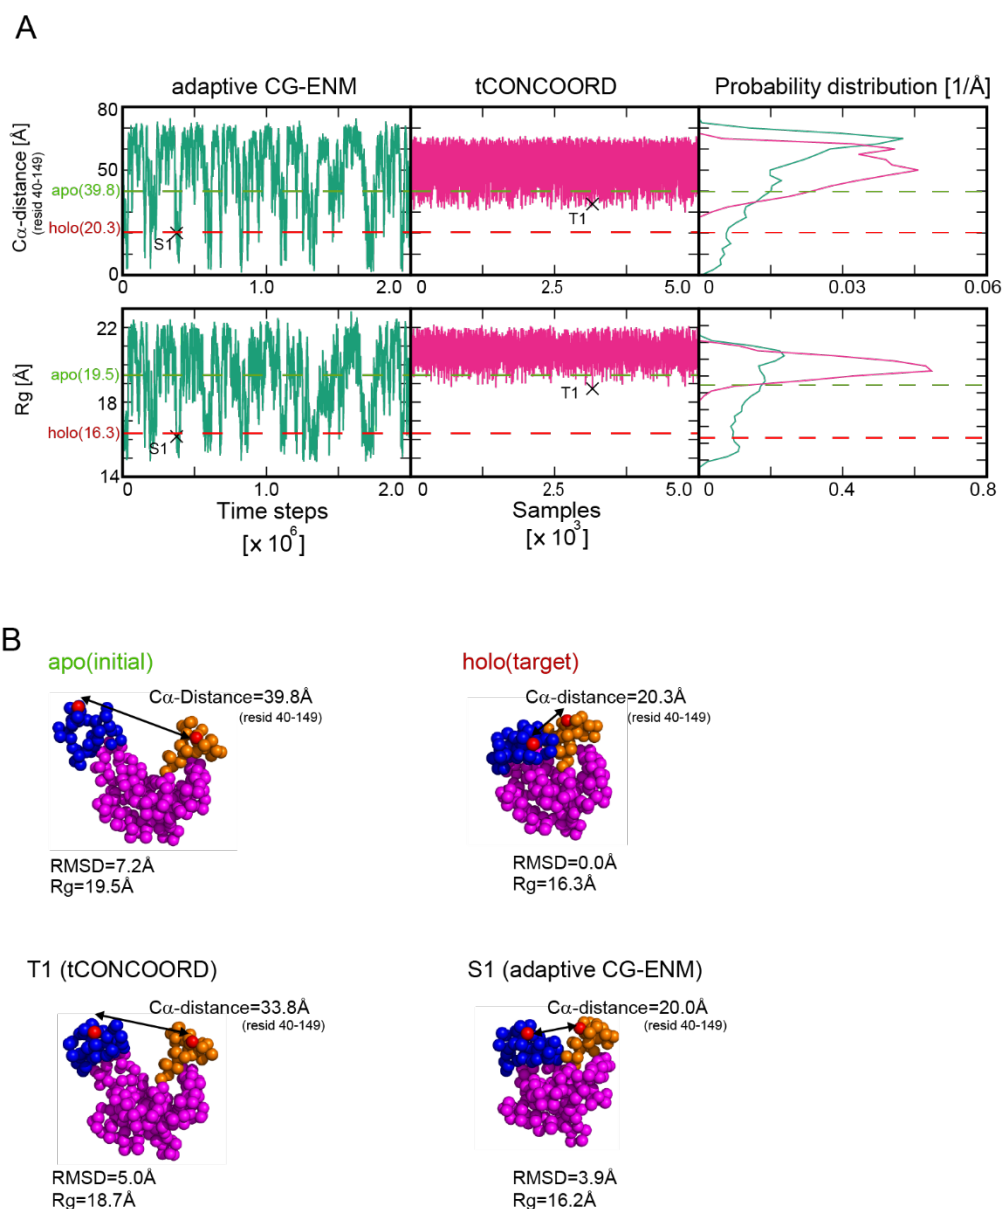 A
adaptive CG-ENM
tCONCOORD
Probability distribution [1/Å]
Cα-distance [Å]
(resid 40-149)
80
50
apo(39.8)
holo(20.3)
0
S1
T1
0
1.0
2.0
0
2.5
5.0
0
0.03
0.06
Rg [Å]
22
apo(19.5)
18
holo(16.3)
14
S1
T1
0
1.0
2.0
0
2.5
5.0
0
0.4
0.8
Time steps
[x 10⁶]
Samples
[x 10³]
B
apo(initial)
Cα-Distance=39.8Å
(resid 40-149)
RMSD=7.2Å
Rg=19.5Å
holo(target)
Cα-distance=20.3Å
(resid 40-149)
RMSD=0.0Å
Rg=16.3Å
T1 (tCONCOORD)
Cα-distance=33.8Å
(resid 40-149)
RMSD=5.0Å
Rg=18.7Å
S1 (adaptive CG-ENM)
Cα-distance=20.0Å
(resid 40-149)
RMSD=3.9Å
Rg=16.2Å